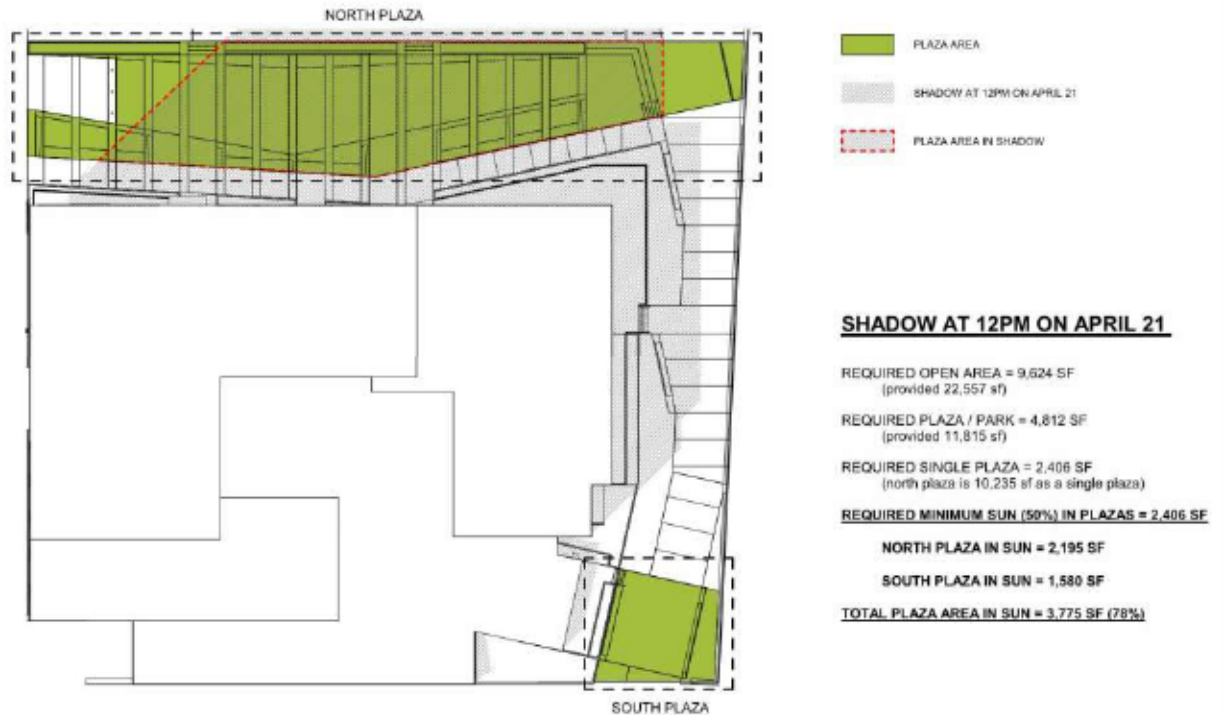 NORTH PLAZA
PLAZA AREA
SHADOW AT 12PM ON APRIL 21
PLAZA AREA IN SHADOW
SHADOW AT 12PM ON APRIL 21
REQUIRED OPEN AREA = 9,624 SF
(provided 22,557 sf)
REQUIRED PLAZA / PARK = 4,812 SF
(provided 11,815 sf)
REQUIRED SINGLE PLAZA = 2,406 SF
(north plaza is 10,235 sf as a single plaza)
REQUIRED MINIMUM SUN (50%) IN PLAZAS = 2,406 SF
NORTH PLAZA IN SUN = 2,195 SF
SOUTH PLAZA IN SUN = 1,580 SF
TOTAL PLAZA AREA IN SUN = 3,775 SF (78%)
SOUTH PLAZA